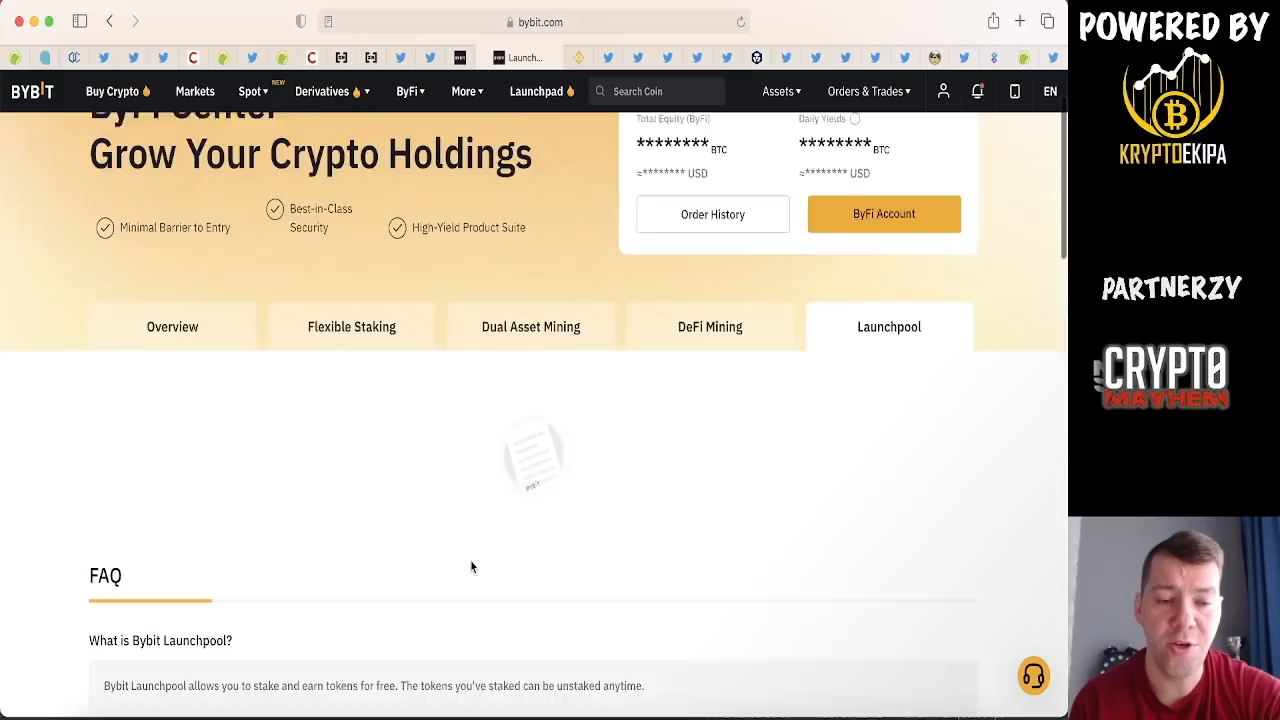 bybit.com
Launch...
BYBIT
Buy Crypto
Markets
Spot
NEW
Derivatives
ByFi
More
Launchpad
Search Coin
Assets
Orders & Trades
EN
ByFi Center
Grow Your Crypto Holdings
Minimal Barrier to Entry
Best-in-Class
Security
High-Yield Product Suite
Total Equity (ByFi)
******** BTC
≈******** USD
Daily Yields
******** BTC
≈******** USD
Order History
ByFi Account
Overview
Flexible Staking
Dual Asset Mining
DeFi Mining
Launchpool
BYBIT
FAQ
What is Bybit Launchpool?
Bybit Launchpool allows you to stake and earn tokens for free. The tokens you've staked can be unstaked anytime.
POWERED BY
KRYPTOEKIPA
PARTNERZY
CRYPTO
MAYHEM